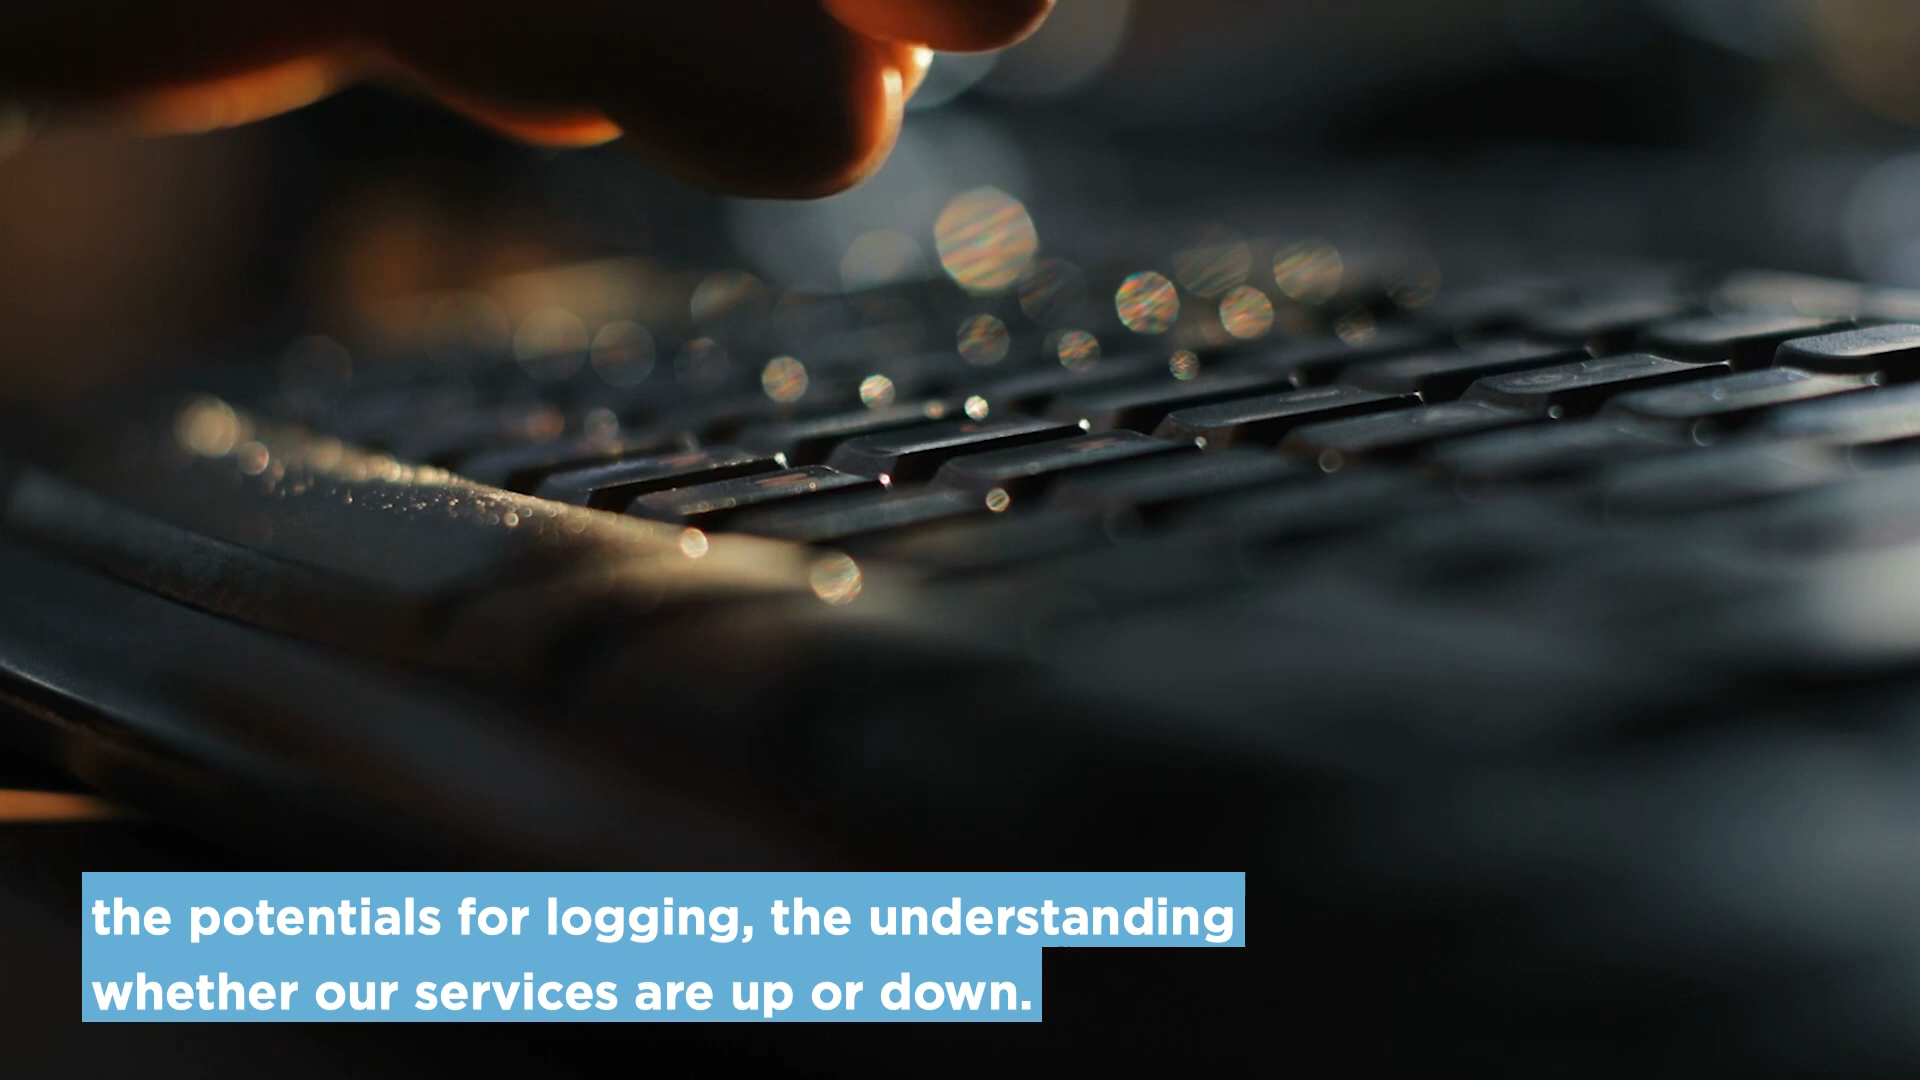 the potentials for logging, the understanding
whether our services are up or down.